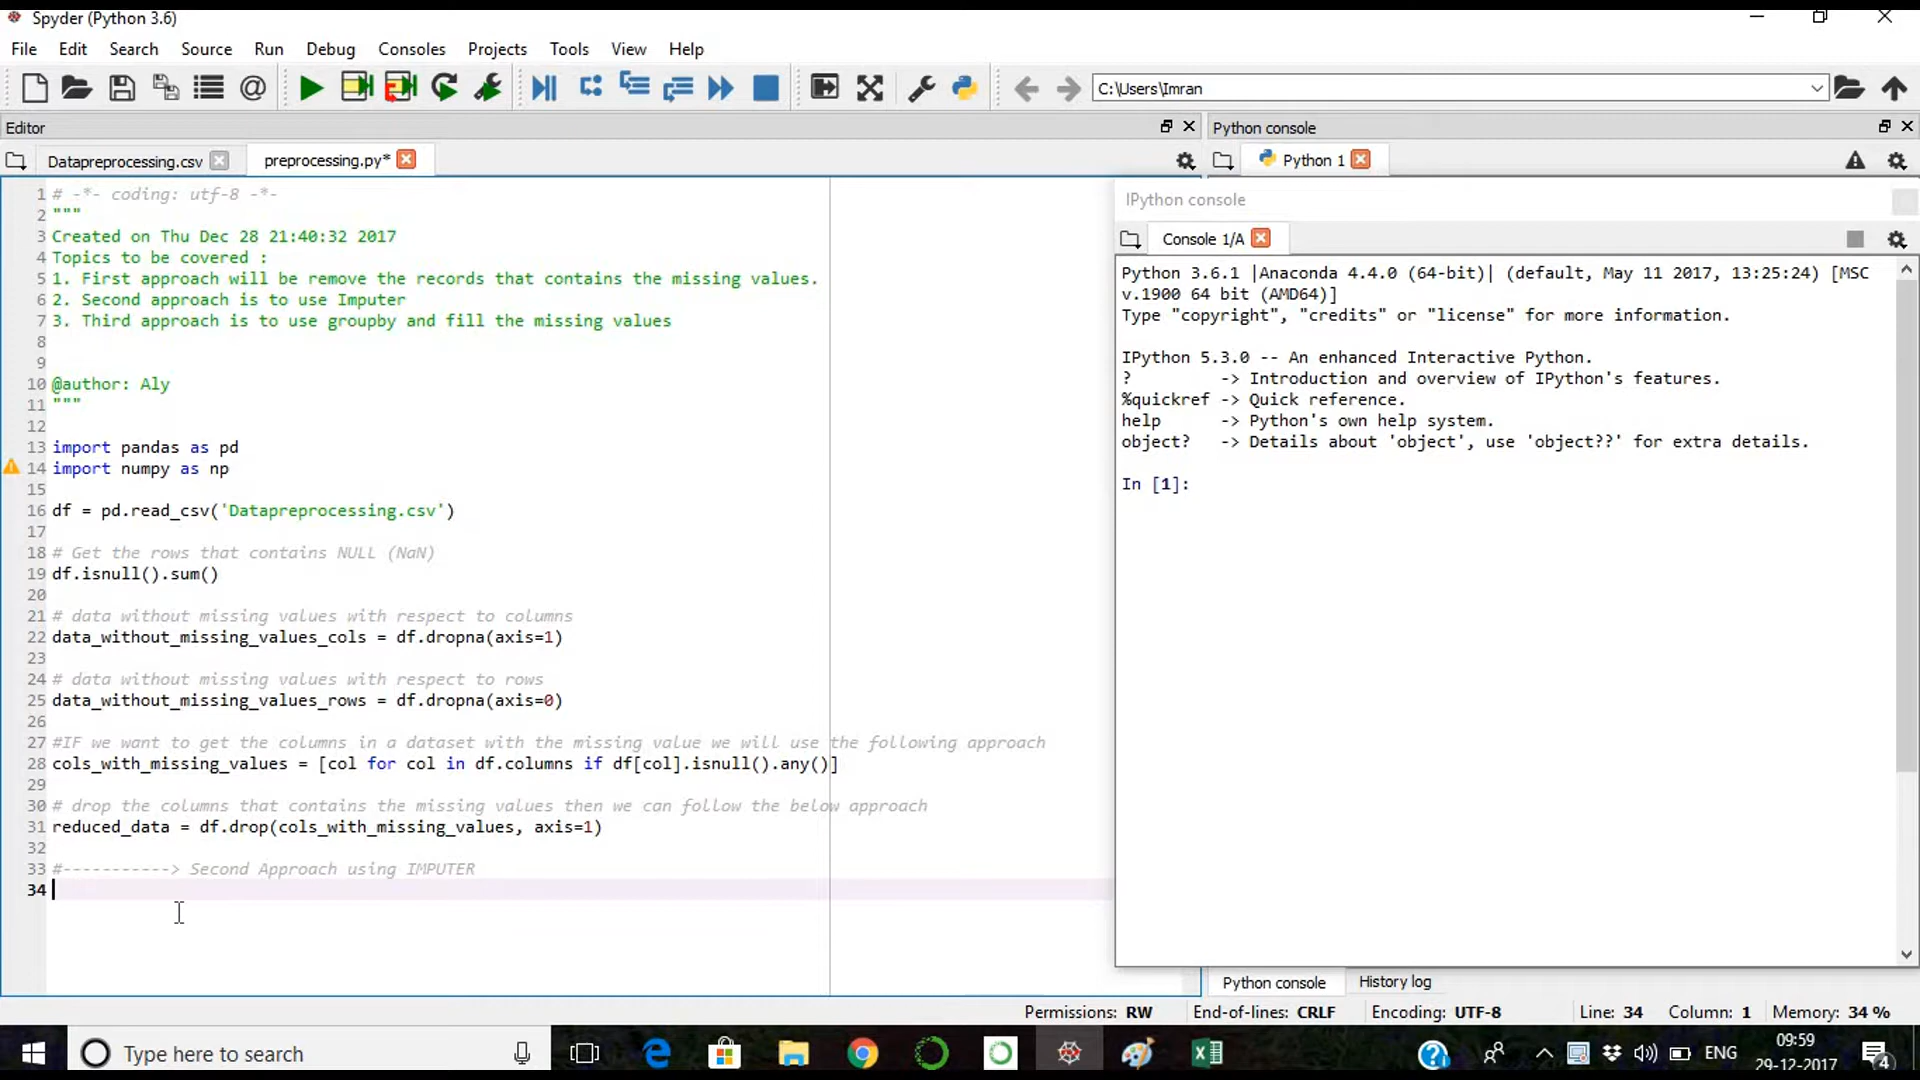 Spyder (Python 3.6)
File Edit Search Source Run Debug Consoles Projects Tools View Help
C:\Users\Imran
Editor
Python console
Datapreprocessing.csv
preprocessing.py*
Python 1
1 # -*- coding: utf-8 -*-
2 """
3 Created on Thu Dec 28 21:40:32 2017
4 Topics to be covered :
5 1. First approach will be remove the records that contains the missing values.
6 2. Second approach is to use Imputer
7 3. Third approach is to use groupby and fill the missing values
8
9
10 @author: Aly
11 """
12
13 import pandas as pd
14 import numpy as np
15
16 df = pd.read_csv('Datapreprocessing.csv')
17
18 # Get the rows that contains NULL (NaN)
19 df.isnull().sum()
20
21 # data without missing values with respect to columns
22 data_without_missing_values_cols = df.dropna(axis=1)
23
24 # data without missing values with respect to rows
25 data_without_missing_values_rows = df.dropna(axis=0)
26
27 #IF we want to get the columns in a dataset with the missing value we will use the following approach
28 cols_with_missing_values = [col for col in df.columns if df[col].isnull().any()]
29
30 # drop the columns that contains the missing values then we can follow the below approach
31 reduced_data = df.drop(cols_with_missing_values, axis=1)
32
33 #-----------> Second Approach using IMPUTER
34
IPython console
Console 1/A
Python 3.6.1 |Anaconda 4.4.0 (64-bit)| (default, May 11 2017, 13:25:24) [MSC
v.1900 64 bit (AMD64)]
Type "copyright", "credits" or "license" for more information.
IPython 5.3.0 -- An enhanced Interactive Python.
? -> Introduction and overview of IPython's features.
%quickref -> Quick reference.
help -> Python's own help system.
object? -> Details about 'object', use 'object??' for extra details.
In [1]:
Python console
History log
Permissions: RW End-of-lines: CRLF Encoding: UTF-8 Line: 34 Column: 1 Memory: 34 %
Type here to search
ENG
09:59
29-12-2017
4